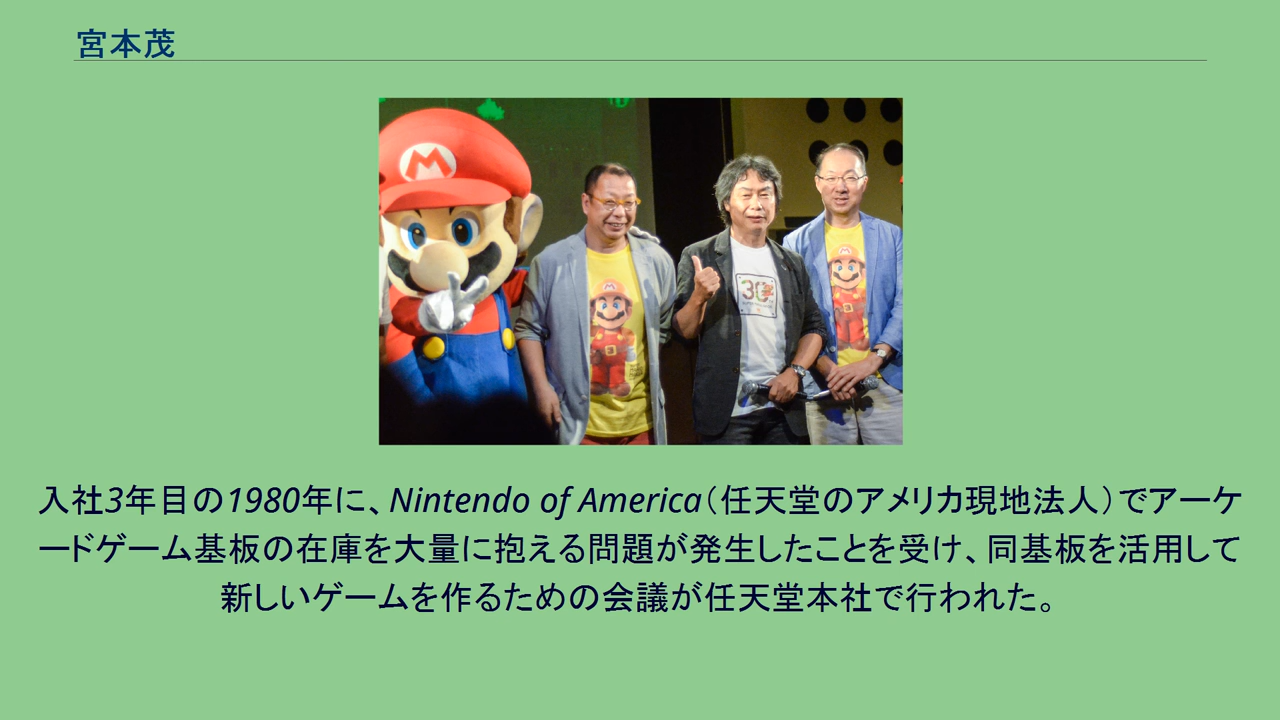 宮本茂
M
30
入社3年目の1980年に、Nintendo of America（任天堂のアメリカ現地法人）でアーケ
ードゲーム基板の在庫を大量に抱える問題が発生したことを受け、同基板を活用して
新しいゲームを作るための会議が任天堂本社で行われた。